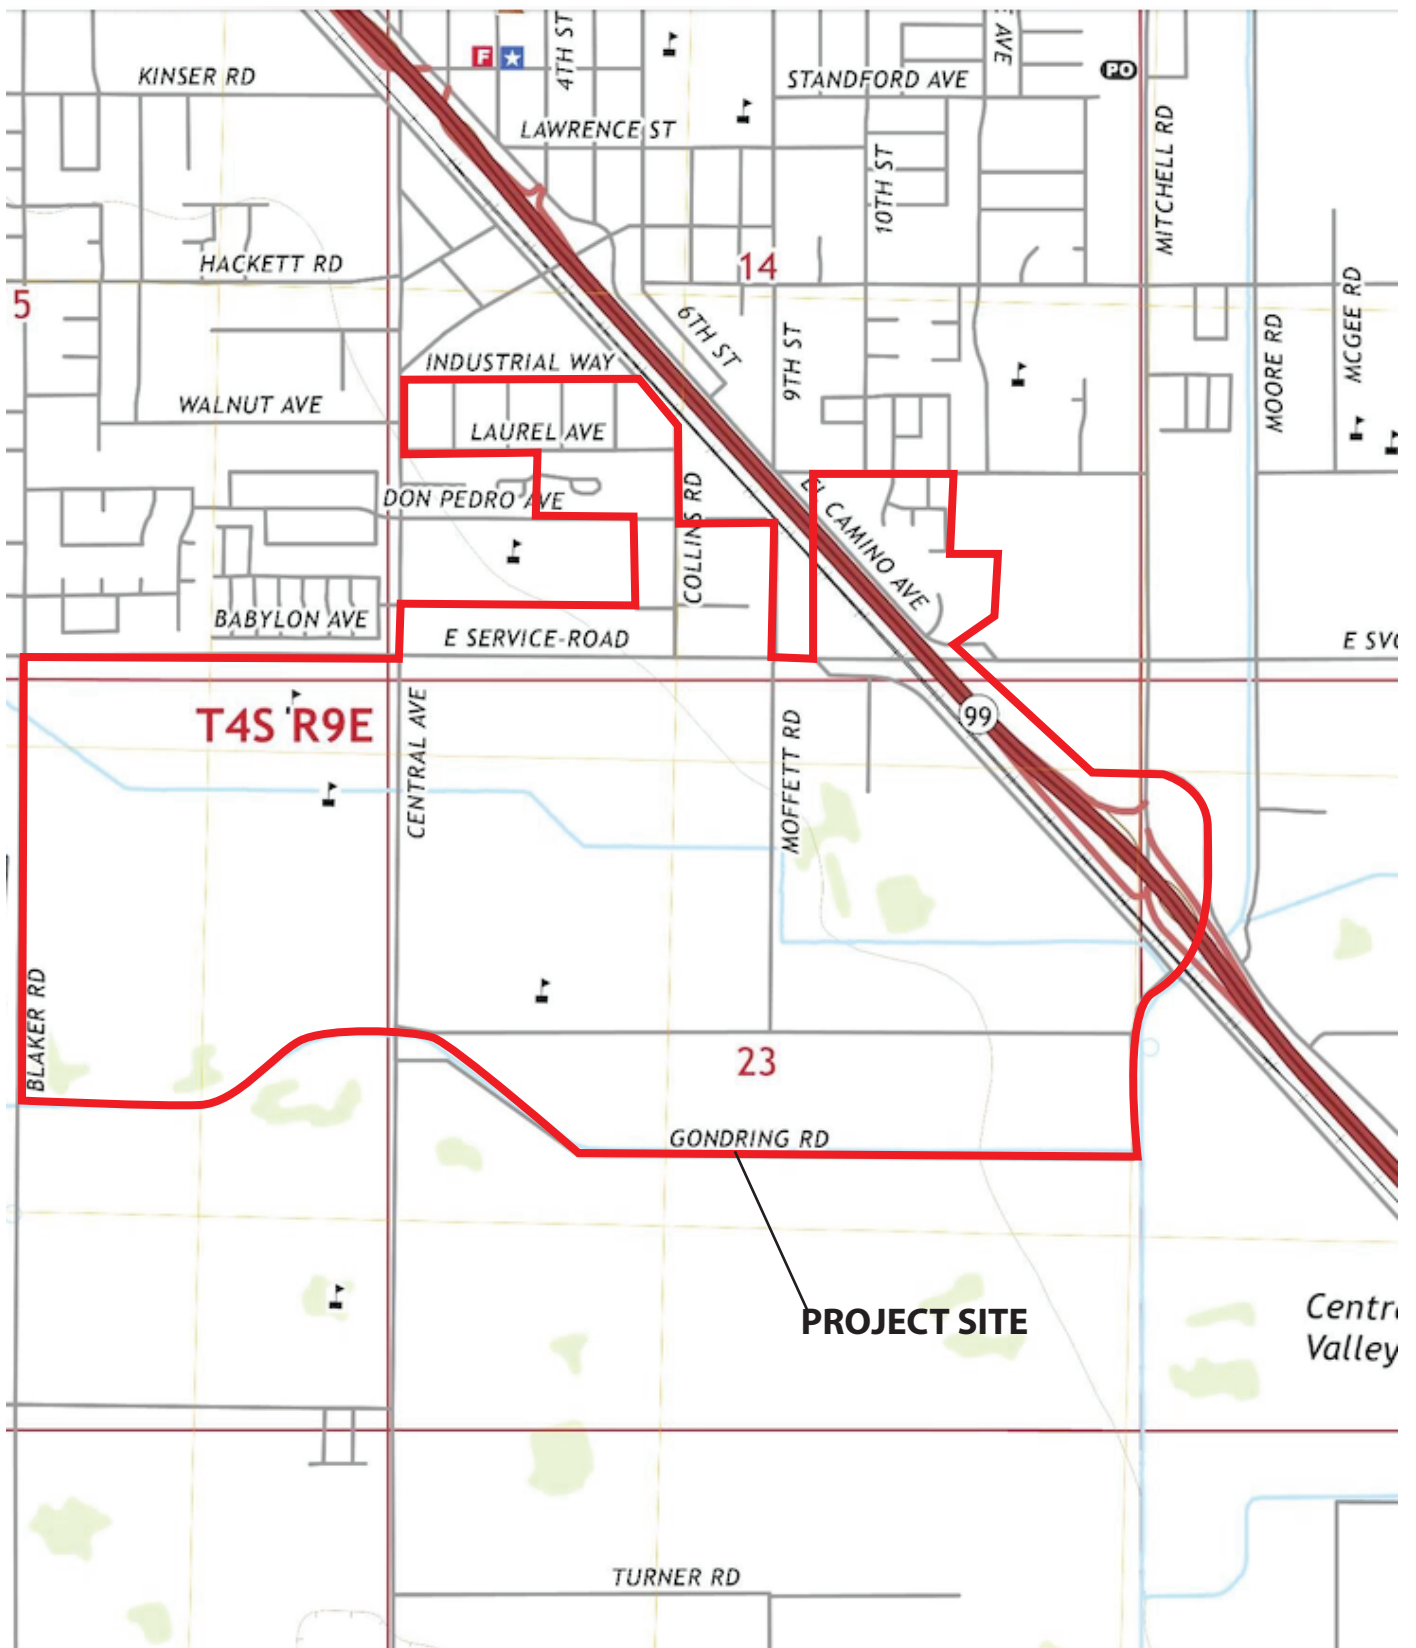 4TH ST
E AVE
F
KINSER RD
STANDFORD AVE
PO
LAWRENCE ST
MITCHELL RD
10TH ST
HACKETT RD
14
5
MCGEE RD
6TH ST
9TH ST
MOORE RD
INDUSTRIAL WAY
WALNUT AVE
LAUREL AVE
DON PEDRO AVE
COLLINS RD
EL CAMINO AVE
BABYLON AVE
E SERVICE-ROAD
E SVC
T4S R9E
CENTRAL AVE
MOFFETT RD
99
BLAKER RD
23
GONDRING RD
PROJECT SITE
Centra
Valley
TURNER RD